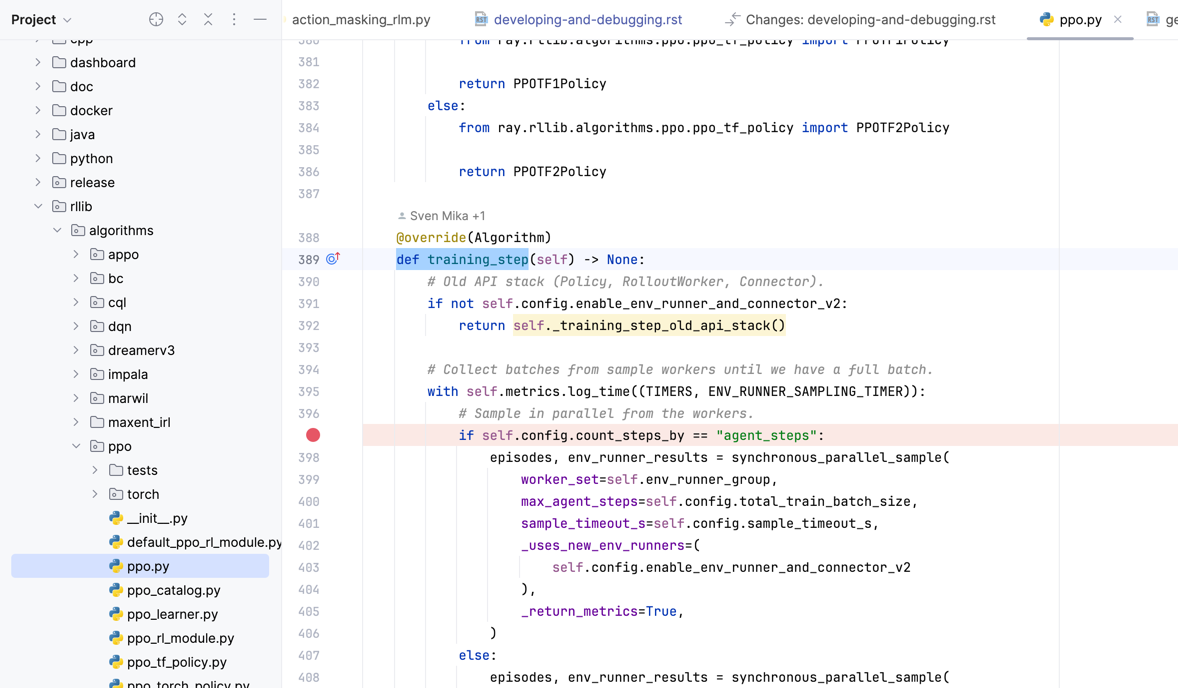 Project
action_masking_rlm.py
developing-and-debugging.rst
Changes: developing-and-debugging.rst
ppo.py
ge
cpp
dashboard
doc
docker
java
python
release
rllib
algorithms
appo
bc
cql
dqn
dreamerv3
impala
marwil
maxent_irl
ppo
tests
torch
__init__.py
default_ppo_rl_module.py
ppo.py
ppo_catalog.py
ppo_learner.py
ppo_rl_module.py
ppo_tf_policy.py
ppo_torch_policy.py
380 from ray.rllib.algorithms.ppo.ppo_tf_policy import PPOTF1Policy
381
382 return PPOTF1Policy
383 else:
384 from ray.rllib.algorithms.ppo.ppo_tf_policy import PPOTF2Policy
385
386 return PPOTF2Policy
387
Sven Mika +1
388 @override(Algorithm)
389 def training_step(self) -> None:
390 # Old API stack (Policy, RolloutWorker, Connector).
391 if not self.config.enable_env_runner_and_connector_v2:
392 return self._training_step_old_api_stack()
393
394 # Collect batches from sample workers until we have a full batch.
395 with self.metrics.log_time((TIMERS, ENV_RUNNER_SAMPLING_TIMER)):
396 # Sample in parallel from the workers.
if self.config.count_steps_by == "agent_steps":
398 episodes, env_runner_results = synchronous_parallel_sample(
399 worker_set=self.env_runner_group,
400 max_agent_steps=self.config.total_train_batch_size,
401 sample_timeout_s=self.config.sample_timeout_s,
402 _uses_new_env_runners=(
403 self.config.enable_env_runner_and_connector_v2
404 ),
405 _return_metrics=True,
406 )
407 else:
408 episodes, env_runner_results = synchronous_parallel_sample(